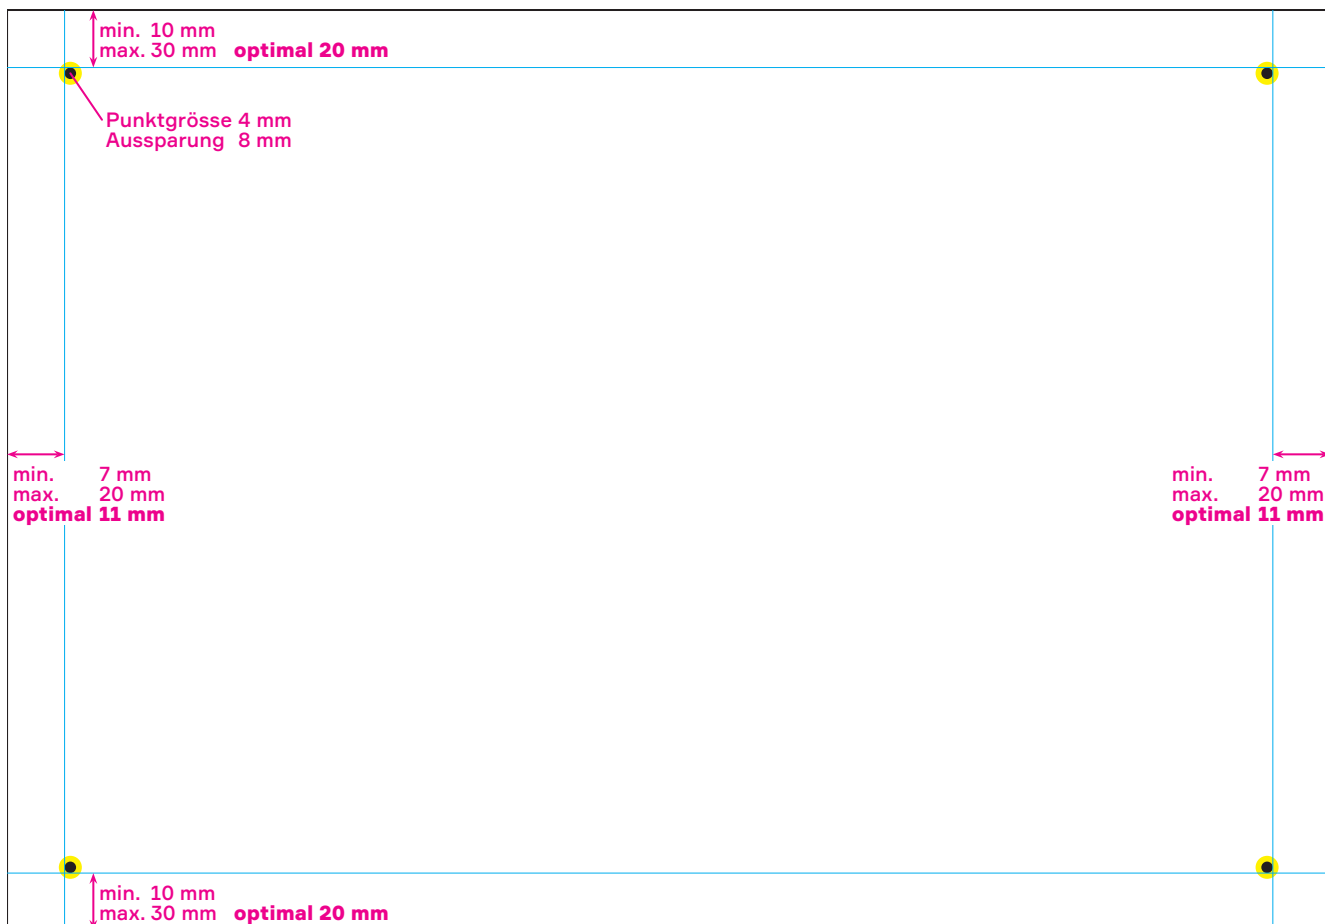 min. 10 mm
max. 30 mm optimal 20 mm
Punktgrösse 4 mm
Aussparung 8 mm
min. 7 mm
max. 20 mm
optimal 11 mm
min. 7 mm
max. 20 mm
optimal 11 mm
min. 10 mm
max. 30 mm optimal 20 mm